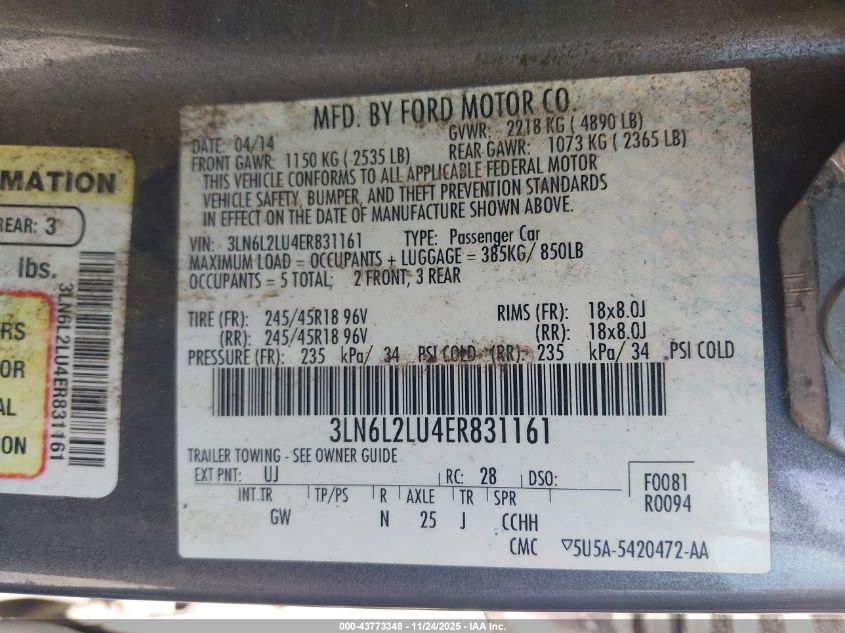 MFD. BY FORD MOTOR CO.
DATE: 04/14 GVWR: 2218 KG ( 4890 LB)
FRONT GAWR: 1150 KG ( 2535 LB) REAR GAWR: 1073 KG ( 2365 LB)
THIS VEHICLE CONFORMS TO ALL APPLICABLE FEDERAL MOTOR
VEHICLE SAFETY, BUMPER, AND THEFT PREVENTION STANDARDS
IN EFFECT ON THE DATE OF MANUFACTURE SHOWN ABOVE.
VIN: 3LN6L2LU4ER831161 TYPE: Passenger Car
MAXIMUM LOAD = OCCUPANTS + LUGGAGE = 385KG/ 850LB
OCCUPANTS = 5 TOTAL; 2 FRONT; 3 REAR
TIRE (FR): 245/45R18 96V RIMS (FR): 18x8.0J
(RR): 245/45R18 96V (RR): 18x8.0J
PRESSURE (FR): 235 kPa/ 34 PSI COLD (RR): 235 kPa/ 34 PSI COLD
3LN6L2LU4ER831161
TRAILER TOWING - SEE OWNER GUIDE
EXT PNT: UJ RC: 28 DSO: F0081
R0094
INT.TR TP/PS R AXLE TR SPR
GW N 25 J CCHH
CMC ▽5U5A-5420472-AA
RMATION
REAR: 3
lbs.
3LN6L2LU4ER831161
RS
OR
AL
ION
000-43773348 - 11/24/2025 - IAA Inc.